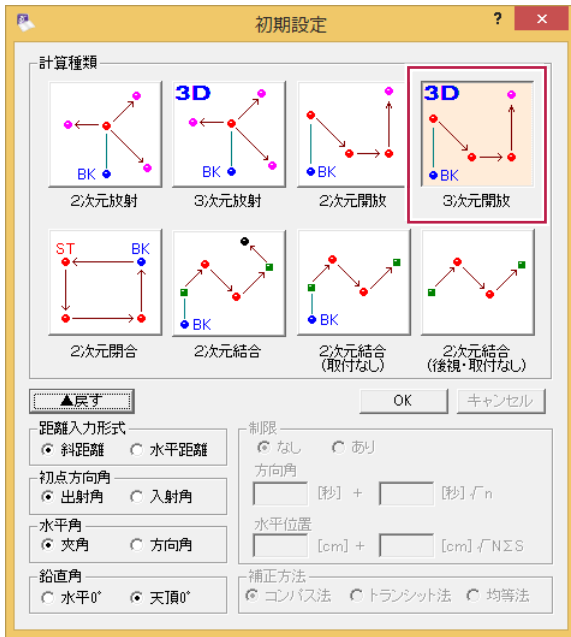 初期設定
?
×
計算種類
BK
2次元放射
3D
BK
3次元放射
BK
2次元開放
3D
BK
3次元開放
ST BK
2次元閉合
BK
2次元結合
BK
2次元結合
(取付なし)
2次元結合
(後視・取付なし)
▲戻す
OK
キャンセル
距離入力形式
斜距離 水平距離
初点方向角
出射角 入射角
水平角
夾角 方向角
鉛直角
水平0° 天頂0°
制限
なし あり
方向角
[秒] + [秒]√n
水平位置
[cm] + [cm]√NΣS
補正方法
コンパス法 トランシット法 均等法